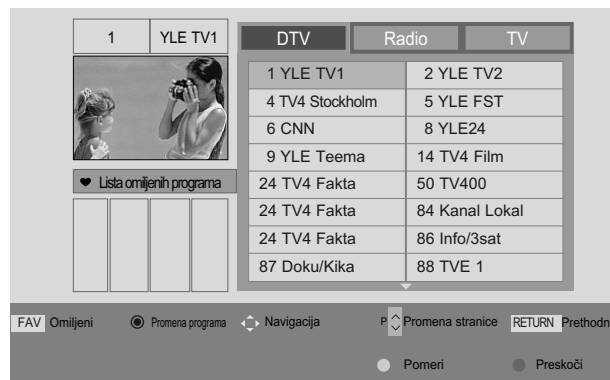 1 YLE TV1
DTV Radio TV
1 YLE TV1 2 YLE TV2
4 TV4 Stockholm 5 YLE FST
6 CNN 8 YLE24
9 YLE Teema 14 TV4 Film
Lista omiljenih programa
24 TV4 Fakta 50 TV400
24 TV4 Fakta 84 Kanal Lokal
24 TV4 Fakta 86 Info/3sat
87 Doku/Kika 88 TVE 1
FAV Omiljeni Promena programa Navigacija P Promena stranice RETURN Prethodn
Pomeri Preskoči